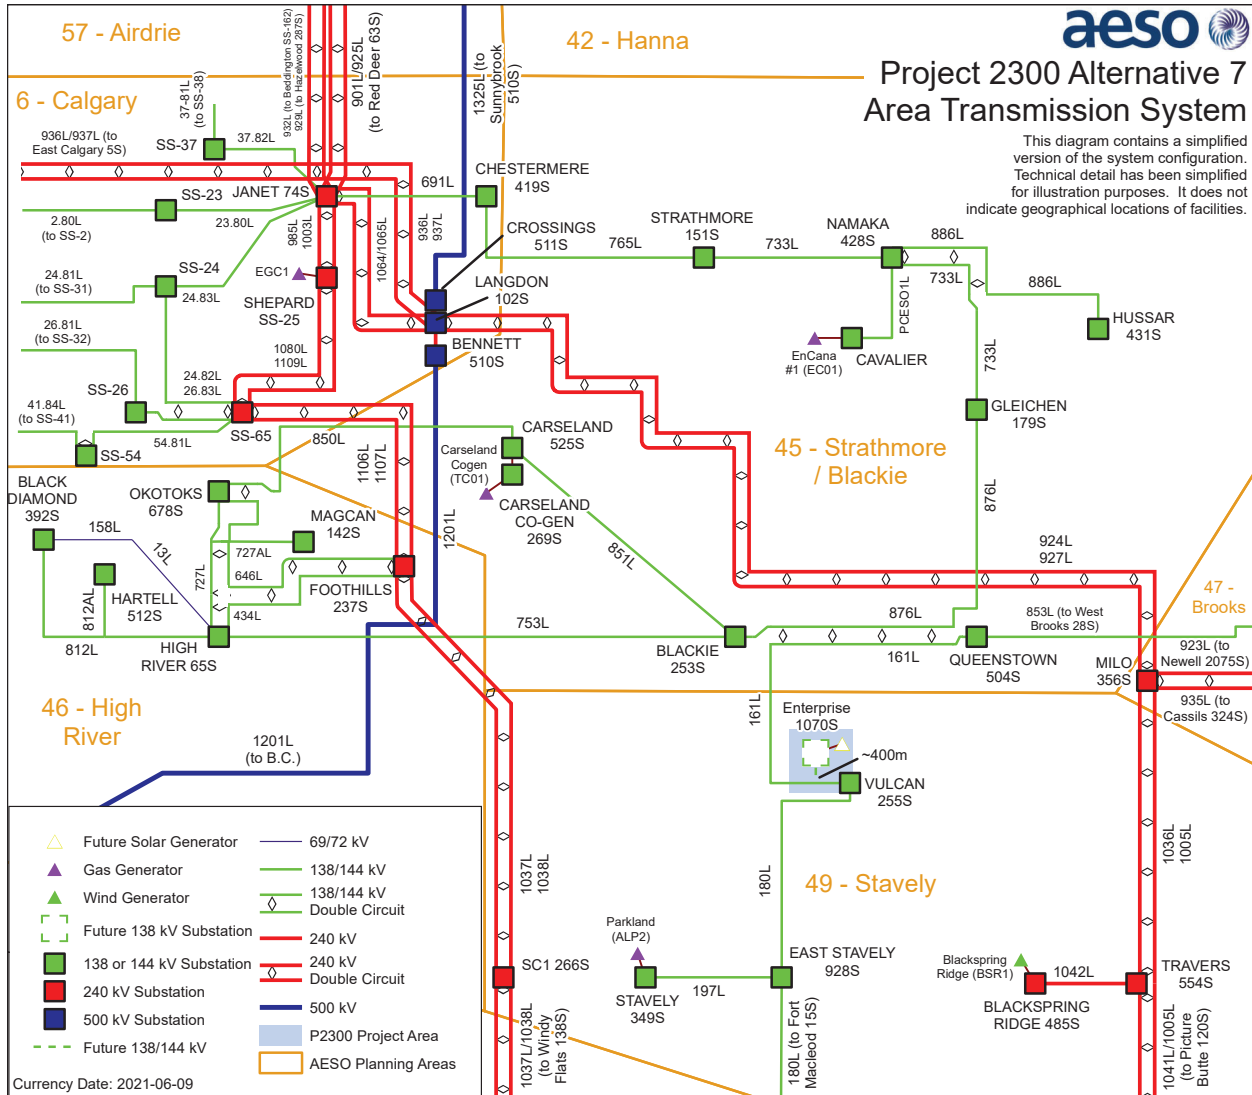 57 - Airdrie
42 - Hanna
aeso
Project 2300 Alternative 7
Area Transmission System
This diagram contains a simplified
version of the system configuration.
Technical detail has been simplified
for illustration purposes. It does not
indicate geographical locations of facilities.
6 - Calgary
37-81L
(to SS-38)
932L (to Beddington SS-162)
929L (to Hazelwood 287S)
901L/925L
(to Red Deer 63S)
1325L (to
Sunnybrook
510S)
936L/937L (to
East Calgary 5S)
SS-37
37.82L
SS-23
JANET 74S
2.80L
(to SS-2)
23.80L
691L
CHESTERMERE
419S
985L
1003L
1064/1065L
936L
937L
CROSSINGS
511S
STRATHMORE
151S
765L
733L
NAMAKA
428S
886L
733L
886L
HUSSAR
431S
24.81L
(to SS-31)
SS-24
24.83L
EGC1
SHEPARD
SS-25
LANGDON
102S
BENNETT
510S
PCESO1L
EnCana
#1 (EC01)
CAVALIER
733L
26.81L
(to SS-32)
1080L
1109L
24.82L
26.83L
SS-26
41.84L
(to SS-41)
54.81L
SS-54
SS-65
850L
1106L
1107L
Carseland
Cogen
(TC01)
CARSELAND
525S
CARSELAND
CO-GEN
269S
GLEICHEN
179S
45 - Strathmore
/ Blackie
876L
BLACK
DIAMOND
392S
OKOTOKS
678S
MAGCAN
142S
158L
13L
727L
727AL
646L
434L
1201L
851L
924L
927L
812AL
HARTELL
512S
FOOTHILLS
237S
47 -
Brooks
812L
HIGH
RIVER 65S
753L
BLACKIE
253S
876L
161L
853L (to West
Brooks 28S)
QUEENSTOWN
504S
MILO
356S
923L (to
Newell 2075S)
935L (to
Cassils 324S)
46 - High
River
161L
Enterprise
1070S
~400m
VULCAN
255S
1201L
(to B.C.)
1037L
1038L
180L
49 - Stavely
1036L
1005L
Parkland
(ALP2)
STAVELY
349S
197L
EAST STAVELY
928S
SC1 266S
Blackspring
Ridge (BSR1)
1042L
BLACKSPRING
RIDGE 485S
TRAVERS
554S
1037L/1038L
(to Windy
Flats 138S)
180L (to Fort
Macleod 15S)
1041L/1005L
(to Picture
Butte 120S)
Future Solar Generator
Gas Generator
Wind Generator
Future 138 kV Substation
138 or 144 kV Substation
240 kV Substation
500 kV Substation
Future 138/144 kV
69/72 kV
138/144 kV
138/144 kV
Double Circuit
240 kV
240 kV
Double Circuit
500 kV
P2300 Project Area
AESO Planning Areas
Currency Date: 2021-06-09